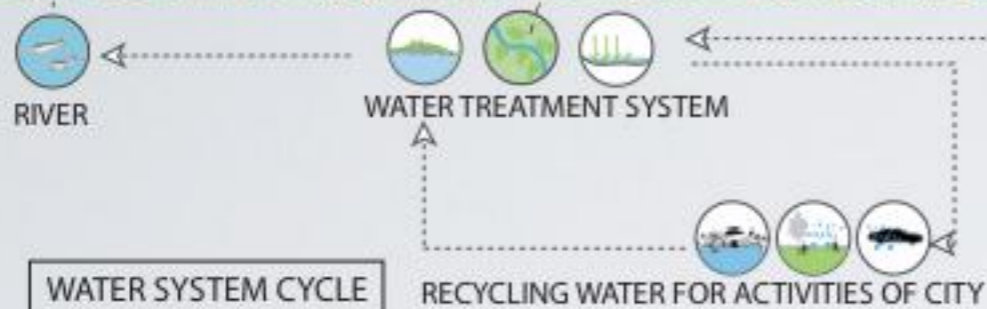 RIVER
WATER TREATMENT SYSTEM
WATER SYSTEM CYCLE
RECYCLING WATER FOR ACTIVITIES OF CITY